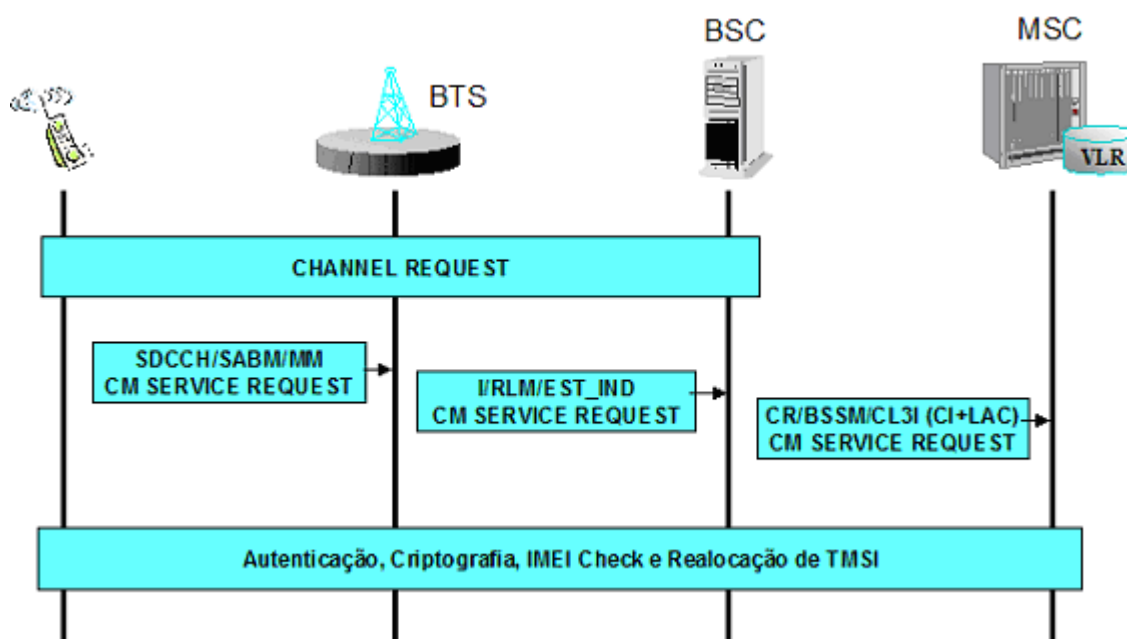 BSC
MSC
BTS
VLR
CHANNEL REQUEST
SDCCH/SABM/MM
CM SERVICE REQUEST
I/RLM/EST_IND
CM SERVICE REQUEST
CR/BSSM/CL3I (CI+LAC)
CM SERVICE REQUEST
Autenticação, Criptografia, IMEI Check e Realocação de TMSI